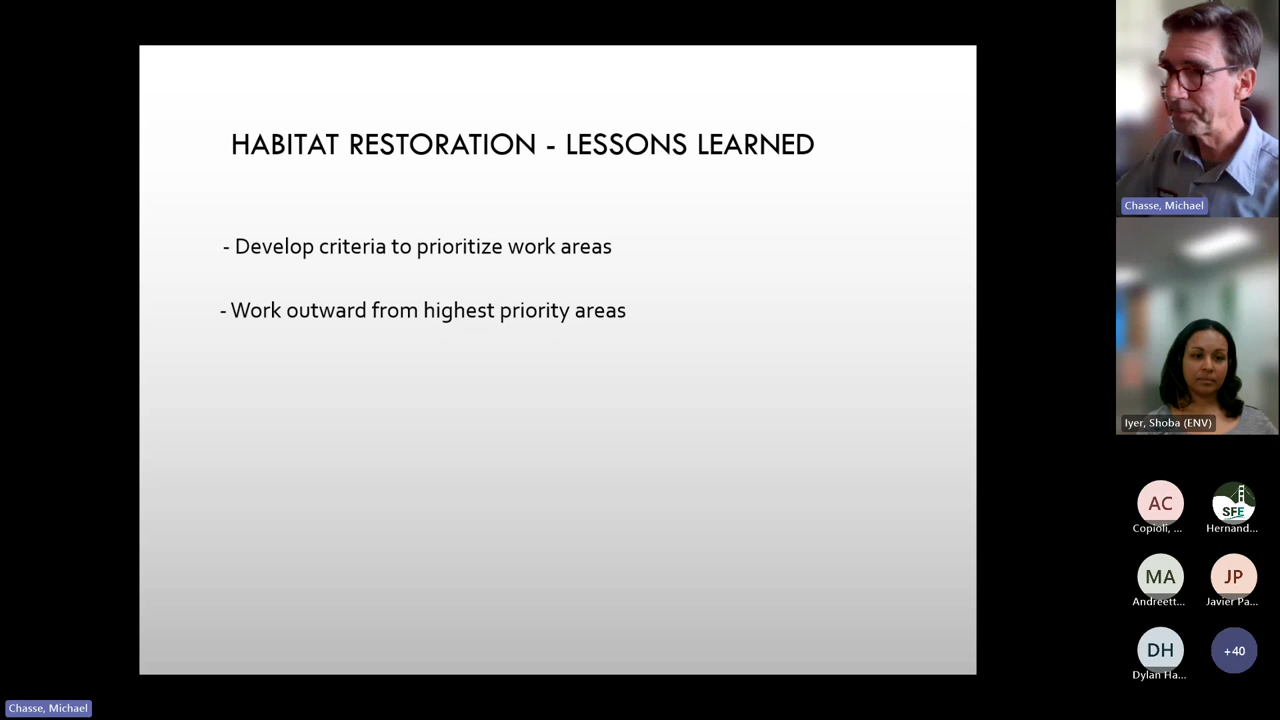 HABITAT RESTORATION - LESSONS LEARNED
- Develop criteria to prioritize work areas
- Work outward from highest priority areas
Chasse, Michael
Iyer, Shoba (ENV)
AC
Copioli, ...
SFE
Hernand...
MA
Andreett...
JP
Javier Pa...
DH
Dylan Ha...
+40
Chasse, Michael